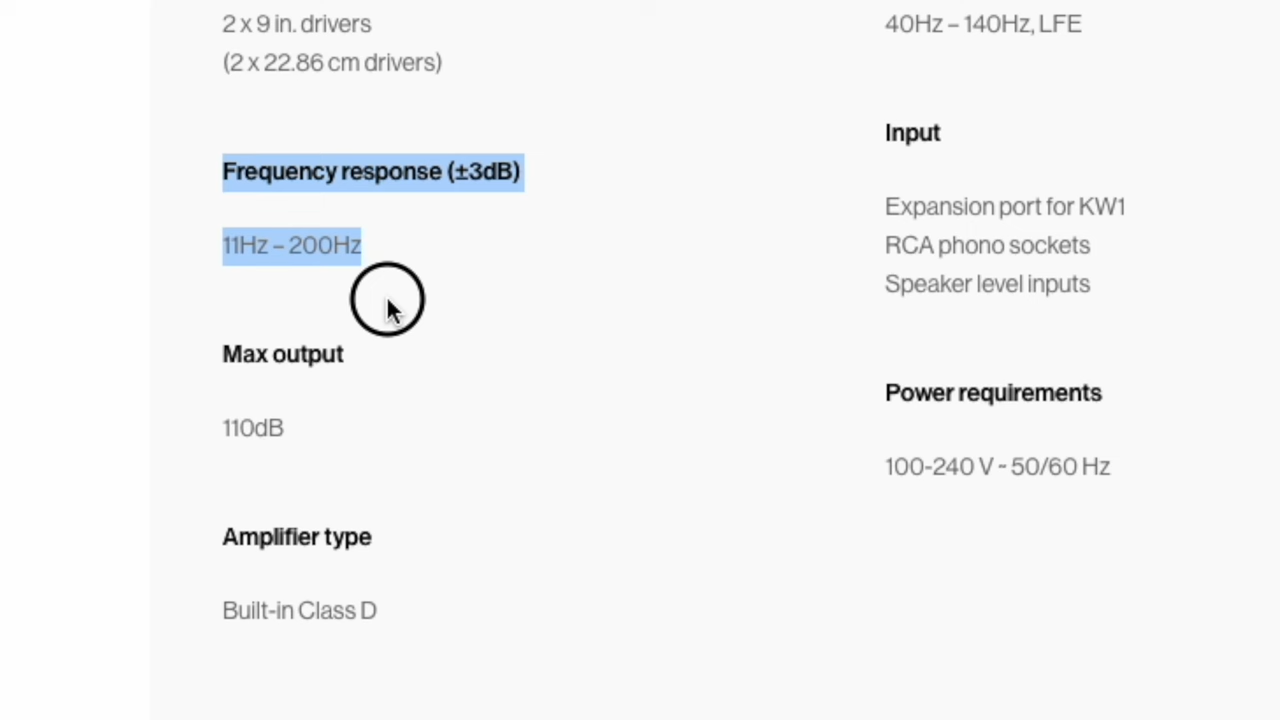 2 x 9 in. drivers
(2 x 22.86 cm drivers)
Frequency response (±3dB)
11Hz – 200Hz
Max output
110dB
Amplifier type
Built-in Class D
40Hz – 140Hz, LFE
Input
Expansion port for KW1
RCA phono sockets
Speaker level inputs
Power requirements
100-240 V ~ 50/60 Hz